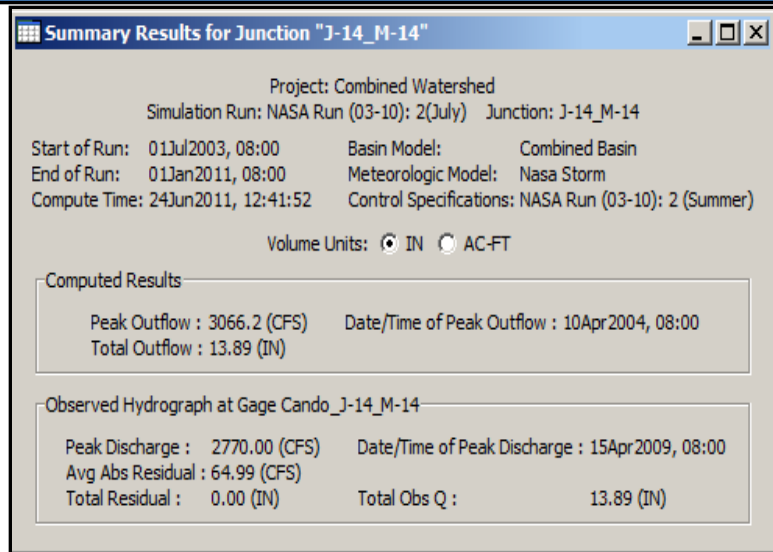 Summary Results for Junction "J-14_M-14"
Project: Combined Watershed
Simulation Run: NASA Run (03-10): 2(July) Junction: J-14_M-14
Start of Run: 01Jul2003, 08:00 Basin Model: Combined Basin
End of Run: 01Jan2011, 08:00 Meteorologic Model: Nasa Storm
Compute Time: 24Jun2011, 12:41:52 Control Specifications: NASA Run (03-10): 2 (Summer)
Volume Units: IN AC-FT
Computed Results
Peak Outflow : 3066.2 (CFS) Date/Time of Peak Outflow : 10Apr2004, 08:00
Total Outflow : 13.89 (IN)
Observed Hydrograph at Gage Cando_J-14_M-14
Peak Discharge : 2770.00 (CFS) Date/Time of Peak Discharge : 15Apr2009, 08:00
Avg Abs Residual : 64.99 (CFS)
Total Residual : 0.00 (IN) Total Obs Q : 13.89 (IN)